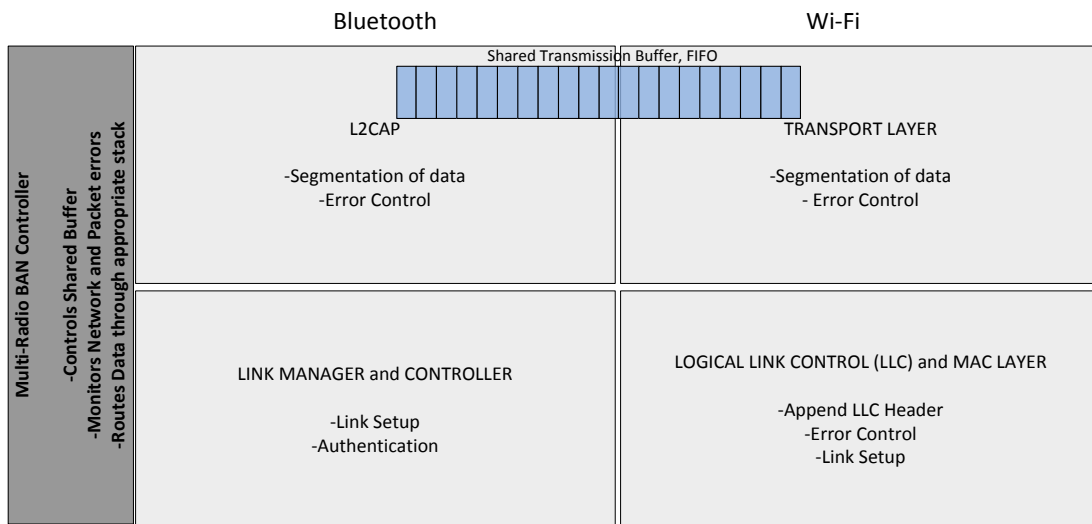 Bluetooth
Wi-Fi
Multi-Radio BAN Controller
-Controls Shared Buffer
-Monitors Network and Packet errors
-Routes Data through appropriate stack
Shared Transmission Buffer, FIFO
L2CAP
-Segmentation of data
-Error Control
TRANSPORT LAYER
-Segmentation of data
- Error Control
LINK MANAGER and CONTROLLER
-Link Setup
-Authentication
LOGICAL LINK CONTROL (LLC) and MAC LAYER
-Append LLC Header
-Error Control
-Link Setup